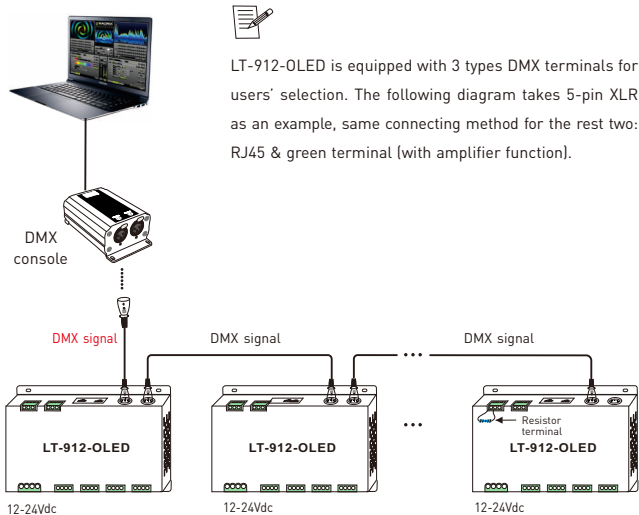 LT-912-OLED is equipped with 3 types DMX terminals for
users' selection. The following diagram takes 5-pin XLR
as an example, same connecting method for the rest two:
RJ45 & green terminal (with amplifier function).
DMX
console
DMX signal
DMX signal
DMX signal
Resistor
terminal
LT-912-OLED
LT-912-OLED
LT-912-OLED
12-24Vdc
12-24Vdc
12-24Vdc